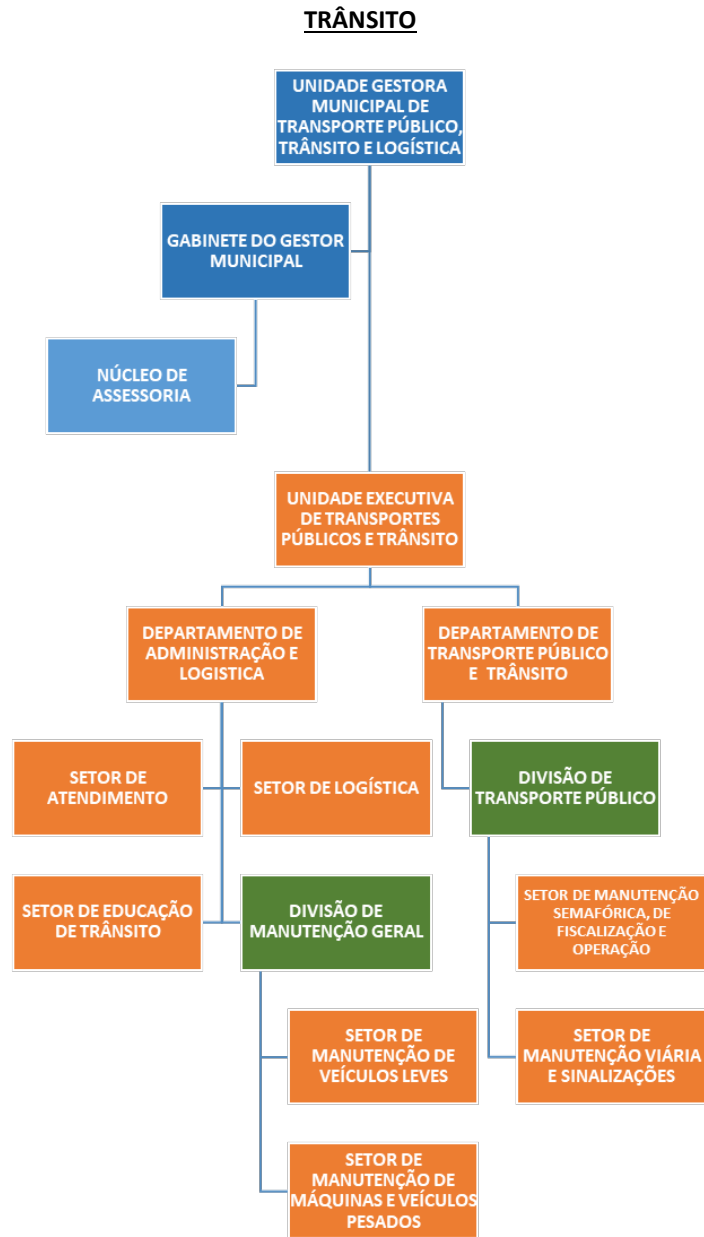 TRÂNSITO
UNIDADE GESTORA
MUNICIPAL DE
TRANSPORTE PÚBLICO,
TRÂNSITO E LOGÍSTICA
GABINETE DO GESTOR
MUNICIPAL
NÚCLEO DE
ASSESSORIA
UNIDADE EXECUTIVA
DE TRANSPORTES
PÚBLICOS E TRÂNSITO
DEPARTAMENTO DE
ADMINISTRAÇÃO E
LOGISTICA
DEPARTAMENTO DE
TRANSPORTE PÚBLICO
E TRÂNSITO
SETOR DE
ATENDIMENTO
SETOR DE LOGÍSTICA
DIVISÃO DE
TRANSPORTE PÚBLICO
SETOR DE EDUCAÇÃO
DE TRÂNSITO
DIVISÃO DE
MANUTENÇÃO GERAL
SETOR DE MANUTENÇÃO
SEMAFÓRICA, DE
FISCALIZAÇÃO E
OPERAÇÃO
SETOR DE
MANUTENÇÃO DE
VEÍCULOS LEVES
SETOR DE
MANUTENÇÃO VIÁRIA
E SINALIZAÇÕES
SETOR DE
MANUTENÇÃO DE
MÁQUINAS E VEÍCULOS
PESADOS